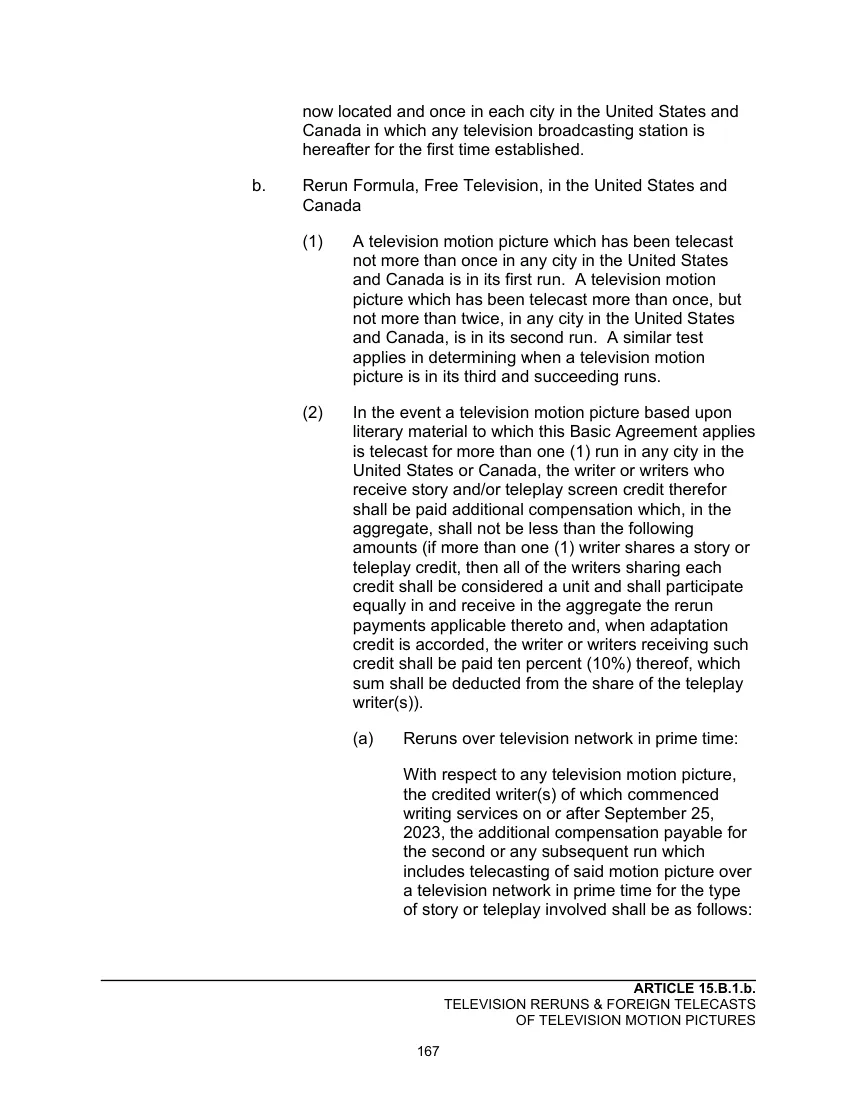 now located and once in each city in the United States and
Canada in which any television broadcasting station is
hereafter for the first time established.
b. Rerun Formula, Free Television, in the United States and
Canada
(1) A television motion picture which has been telecast
not more than once in any city in the United States
and Canada is in its first run. A television motion
picture which has been telecast more than once, but
not more than twice, in any city in the United States
and Canada, is in its second run. A similar test
applies in determining when a television motion
picture is in its third and succeeding runs.
(2) In the event a television motion picture based upon
literary material to which this Basic Agreement applies
is telecast for more than one (1) run in any city in the
United States or Canada, the writer or writers who
receive story and/or teleplay screen credit therefor
shall be paid additional compensation which, in the
aggregate, shall not be less than the following
amounts (if more than one (1) writer shares a story or
teleplay credit, then all of the writers sharing each
credit shall be considered a unit and shall participate
equally in and receive in the aggregate the rerun
payments applicable thereto and, when adaptation
credit is accorded, the writer or writers receiving such
credit shall be paid ten percent (10%) thereof, which
sum shall be deducted from the share of the teleplay
writer(s)).
(a) Reruns over television network in prime time:
With respect to any television motion picture,
the credited writer(s) of which commenced
writing services on or after September 25,
2023, the additional compensation payable for
the second or any subsequent run which
includes telecasting of said motion picture over
a television network in prime time for the type
of story or teleplay involved shall be as follows:
ARTICLE 15.B.1.b.
TELEVISION RERUNS & FOREIGN TELECASTS
OF TELEVISION MOTION PICTURES
167